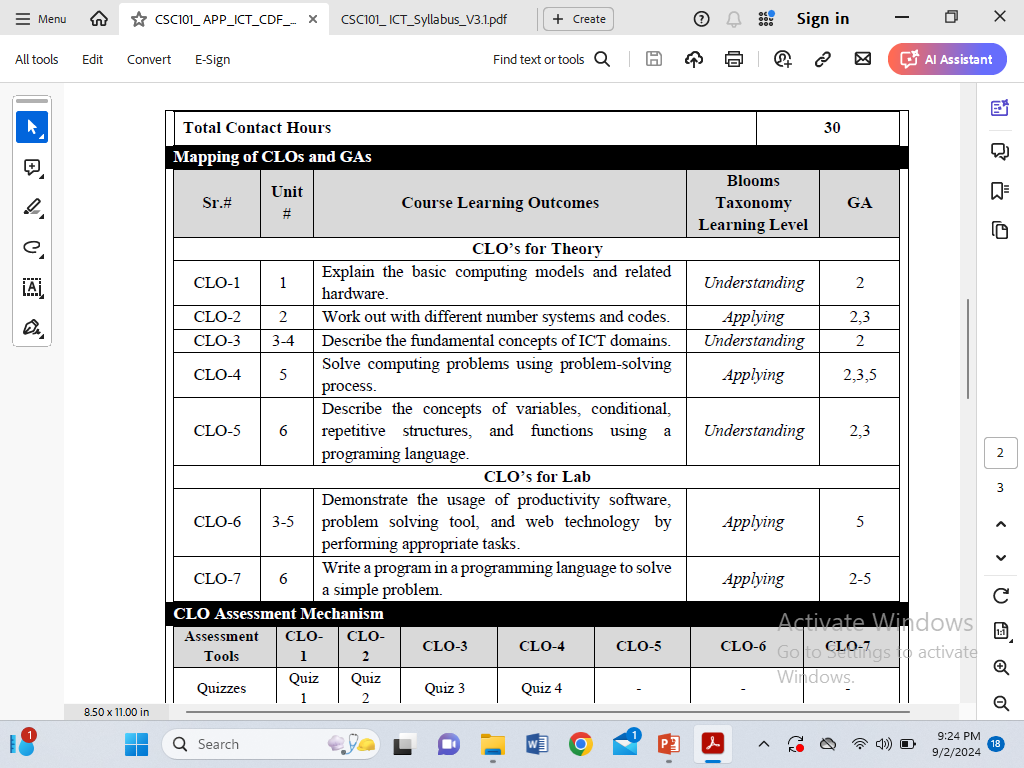 Menu
CSC101_ APP_ICT_CDF_...
CSC101_ ICT_Syllabus_V3.1.pdf
Create
Sign in
All tools
Edit
Convert
E-Sign
Find text or tools
AI Assistant
Total Contact Hours 30
Mapping of CLOs and GAs
Sr.#
Unit
#
Course Learning Outcomes
Blooms
Taxonomy
Learning Level
GA
CLO's for Theory
CLO-1
1
Explain the basic computing models and related
hardware.
Understanding
2
CLO-2 2 Work out with different number systems and codes. Applying 2,3
CLO-3 3-4 Describe the fundamental concepts of ICT domains. Understanding 2
CLO-4
5
Solve computing problems using problem-solving
process.
Applying
2,3,5
CLO-5
6
Describe the concepts of variables, conditional,
repetitive structures, and functions using a
programing language.
Understanding
2,3
CLO's for Lab
CLO-6
3-5
Demonstrate the usage of productivity software,
problem solving tool, and web technology by
performing appropriate tasks.
Applying
5
CLO-7
6
Write a program in a programming language to solve
a simple problem.
Applying
2-5
CLO Assessment Mechanism
Assessment
Tools
CLO-
1
CLO-
2
CLO-3
CLO-4
CLO-5
CLO-6
CLO-7
Quizzes
Quiz
1
Quiz
2
Quiz 3
Quiz 4
-
-
-
Activate Windows
Go to Settings to activate
Windows.
2
3
1:1
8.50 x 11.00 in
1
Search
1
9:24 PM
9/2/2024
18